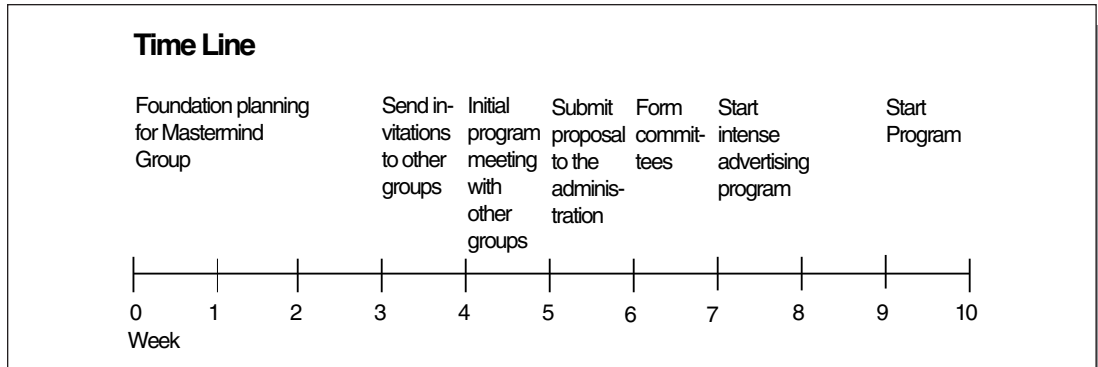 Time Line
Foundation planning
for Mastermind
Group
Send in-
vitations
to other
groups
Initial
program
meeting
with
other
groups
Submit
proposal
to the
adminis-
tration
Form
commit-
tees
Start
intense
advertising
program
Start
Program
0 1 2 3 4 5 6 7 8 9 10
Week